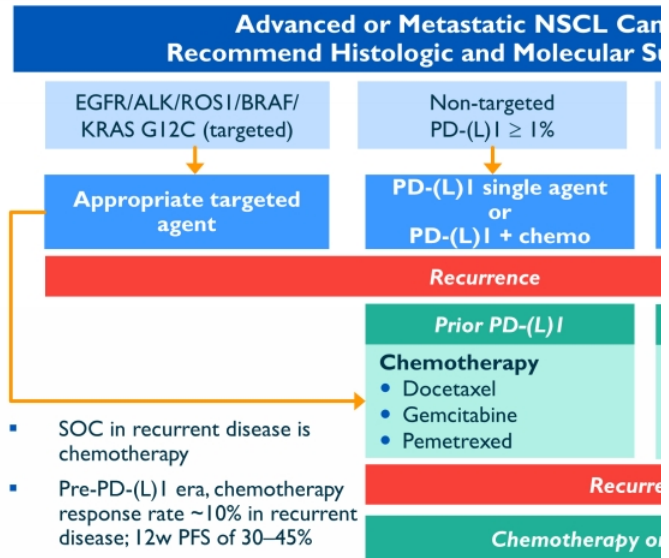 Advanced or Metastatic NSCL Can
Recommend Histologic and Molecular Su
EGFR/ALK/ROS1/BRAF/
KRAS G12C (targeted)
Non-targeted
PD-(L)1 ≥ 1%
Appropriate targeted
agent
PD-(L)1 single agent
or
PD-(L)1 + chemo
Recurrence
Prior PD-(L)1
Chemotherapy
• Docetaxel
• Gemcitabine
• Pemetrexed
▪ SOC in recurrent disease is
chemotherapy
▪ Pre-PD-(L)1 era, chemotherapy
response rate ~10% in recurrent
disease; 12w PFS of 30–45%
Recurre
Chemotherapy or